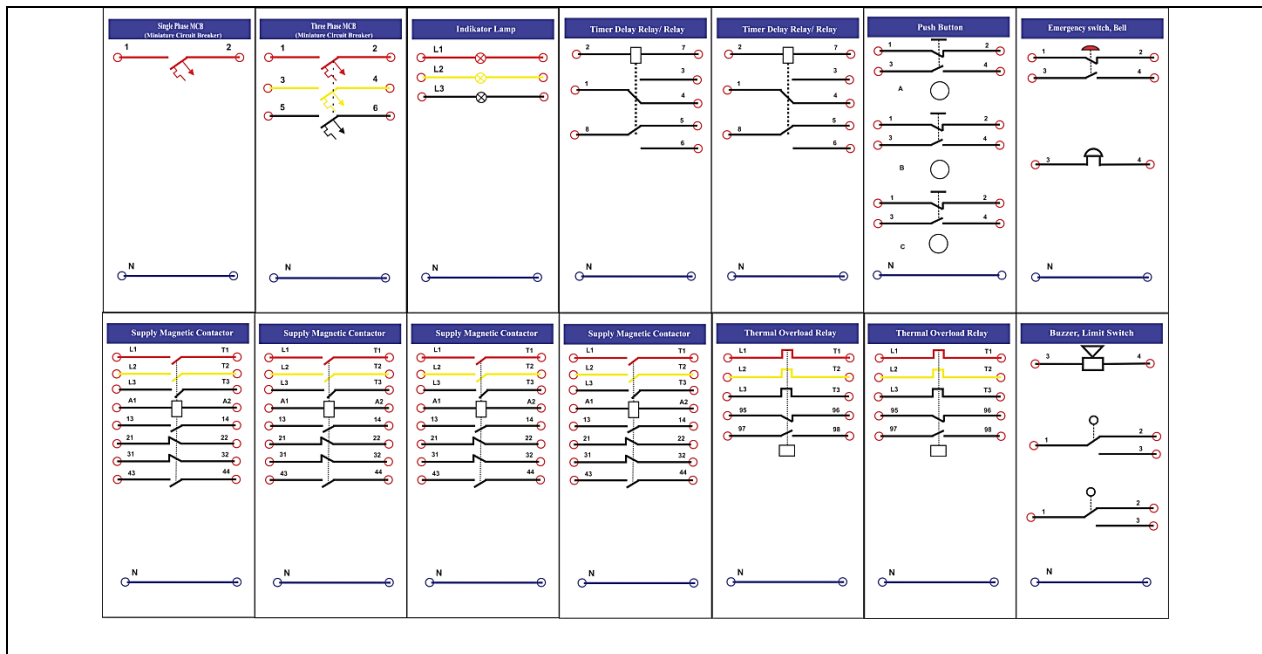 Single Phase MCB
(Miniature Circuit Breaker)
1 2
N
Three Phase MCB
(Miniature Circuit Breaker)
1 2
3 4
5 6
N
Indikator Lamp
L1
L2
L3
N
Timer Delay Relay/ Relay
2 7
3
1
4
5
8
6
N
Timer Delay Relay/ Relay
2 7
3
1
4
5
8
6
N
Push Button
1 2
3 4
A
1 2
3 4
B
1 2
3 4
C
N
Emergency switch, Bell
1 2
3 4
3 4
N
Supply Magnetic Contactor
L1 T1
L2 T2
L3 T3
A1 A2
13 14
21 22
31 32
43 44
N
Supply Magnetic Contactor
L1 T1
L2 T2
L3 T3
A1 A2
13 14
21 22
31 32
43 44
N
Supply Magnetic Contactor
L1 T1
L2 T2
L3 T3
A1 A2
13 14
21 22
31 32
43 44
N
Supply Magnetic Contactor
L1 T1
L2 T2
L3 T3
A1 A2
13 14
21 22
31 32
43 44
N
Thermal Overload Relay
L1 T1
L2 T2
L3 T3
95 96
97 98
N
Thermal Overload Relay
L1 T1
L2 T2
L3 T3
95 96
97 98
N
Buzzer, Limit Switch
3 4
1 2
3
1 2
3
N